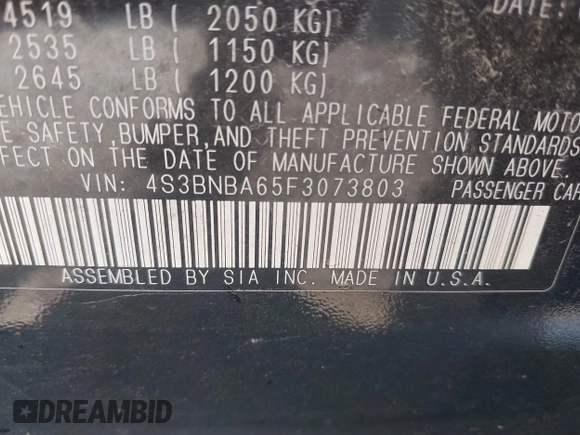 DATE:
4519 LB ( 2050 KG)
2535 LB ( 1150 KG)
2645 LB ( 1200 KG)
EHICLE CONFORMS TO ALL APPLICABLE FEDERAL MOTO
E SAFETY, BUMPER, AND THEFT PREVENTION STANDARDS
FECT ON THE DATE OF MANUFACTURE SHOWN ABOVE.
VIN: 4S3BNBA65F3073803 PASSENGER CAR
ASSEMBLED BY SIA INC. MADE IN U.S.A.
DREAMBID